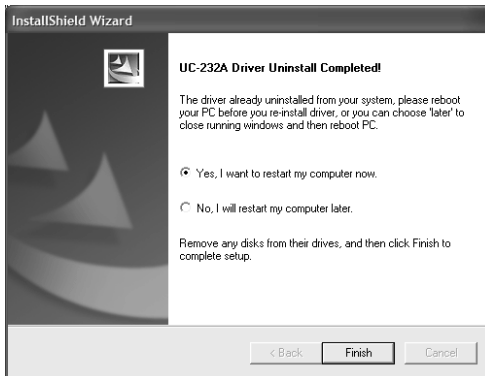 InstallShield Wizard
UC-232A Driver Uninstall Completed!
The driver already uninstalled from your system, please reboot
your PC before you re-install driver, or you can choose 'later' to
close running windows and then reboot PC.
Yes, I want to restart my computer now.
No, I will restart my computer later.
Remove any disks from their drives, and then click Finish to
complete setup.
< Back
Finish
Cancel